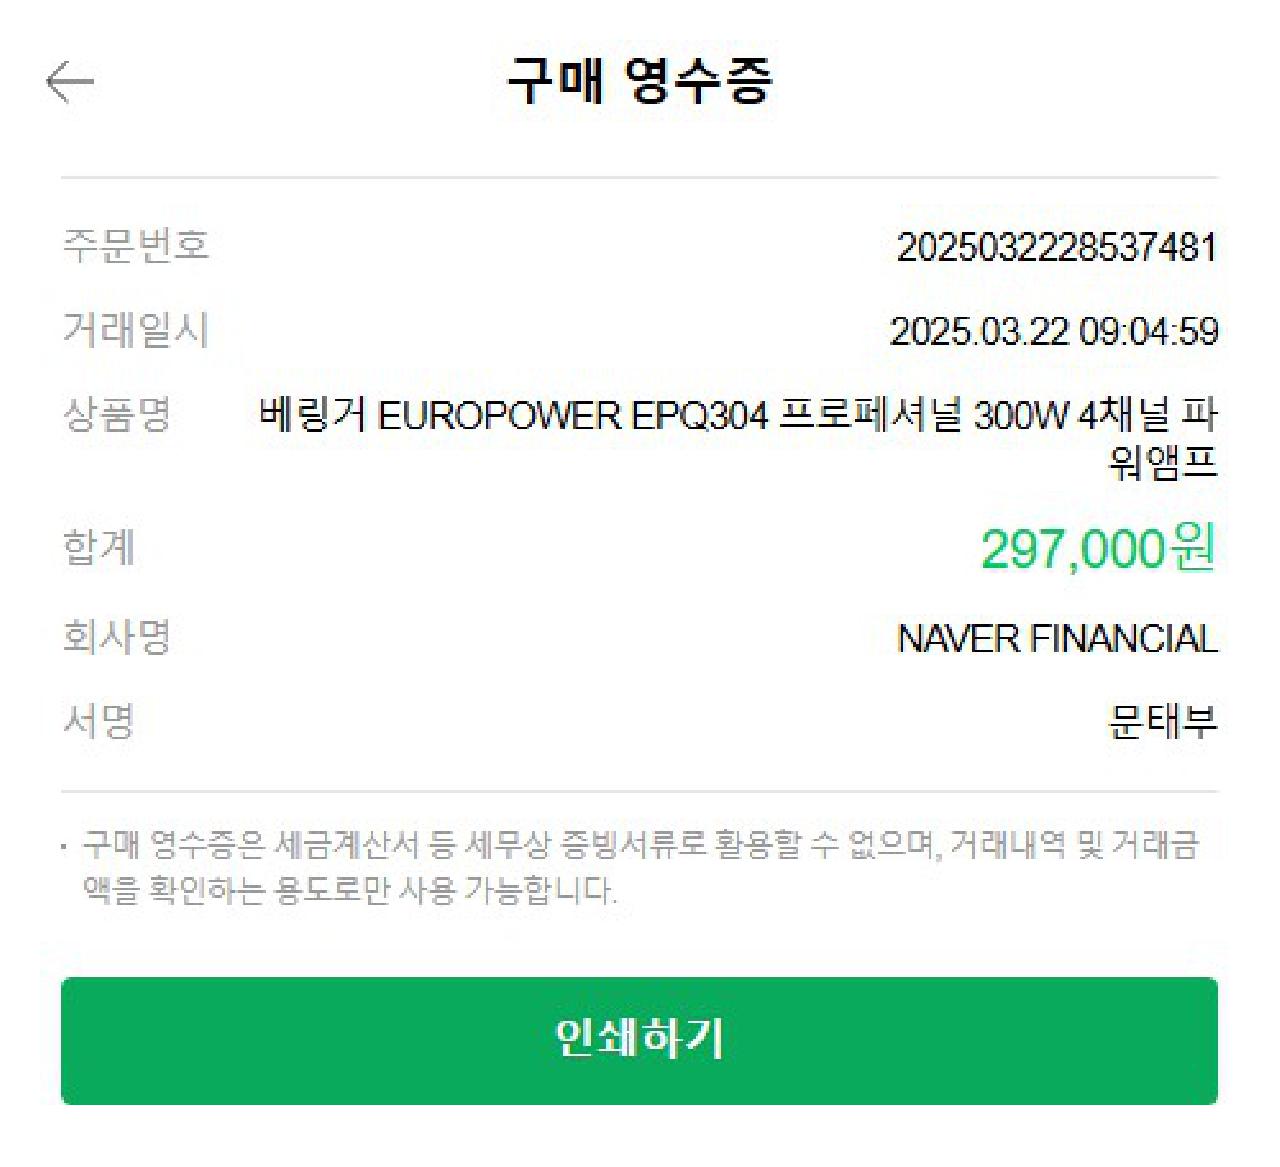 구매 영수증
주문번호 2025032228537481
거래일시 2025.03.22 09:04:59
상품명 베링거 EUROPOWER EPQ304 프로페셔널 300W 4채널 파
워앰프
합계 297,000원
회사명 NAVER FINANCIAL
서명 문태부
· 구매 영수증은 세금계산서 등 세무상 증빙서류로 활용할 수 없으며, 거래내역 및 거래금
액을 확인하는 용도로만 사용 가능합니다.
인쇄하기